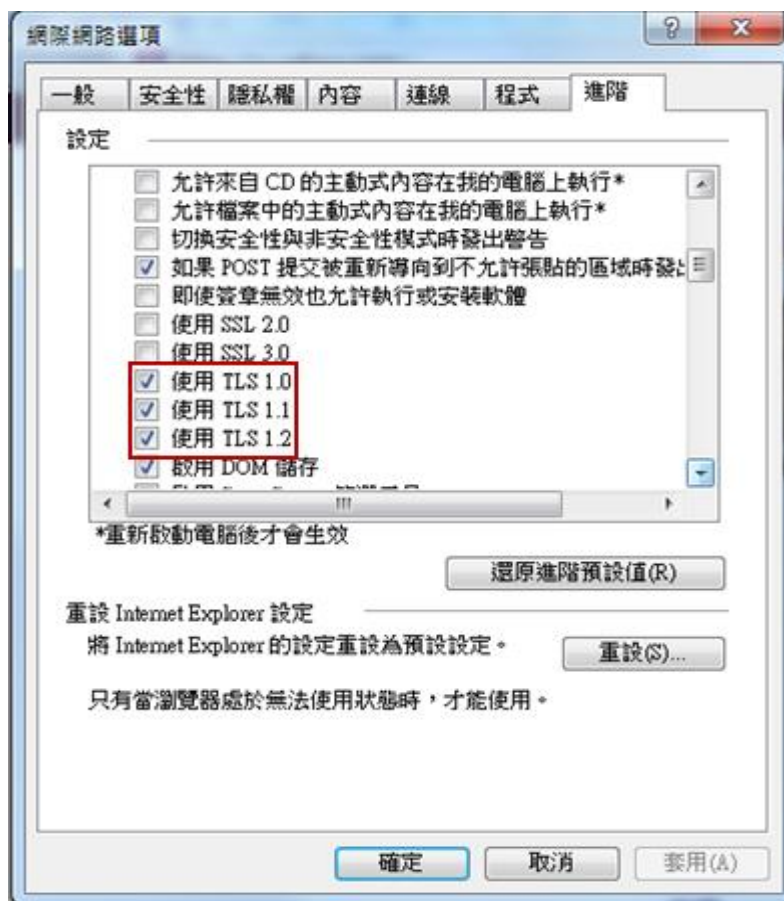 網際網路選項
一般 安全性 隱私權 內容 連線 程式 進階
設定
允許來自 CD 的主動式內容在我的電腦上執行*
允許檔案中的主動式內容在我的電腦上執行*
切換安全性與非安全性模式時發出警告
如果 POST 提交被重新導向到不允許張貼的區域時發
即使簽章無效也允許執行或安裝軟體
使用 SSL 2.0
使用 SSL 3.0
使用 TLS 1.0
使用 TLS 1.1
使用 TLS 1.2
啟用 DOM 儲存
*重新啟動電腦後才會生效
還原進階預設值(R)
重設 Internet Explorer 設定
將 Internet Explorer 的設定重設為預設設定。
重設(S)...
只有當瀏覽器處於無法使用狀態時，才能使用。
確定 取消 套用(A)